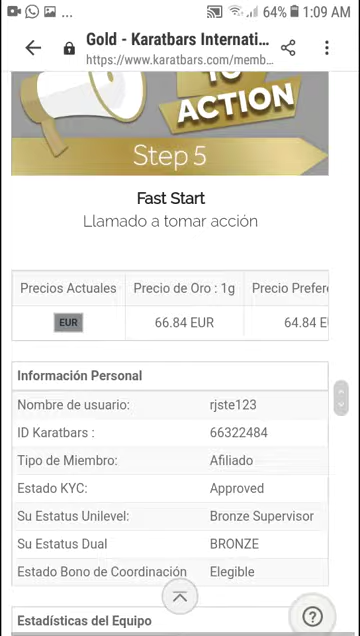 ... 64% 1:09 AM
Gold - Karatbars Internati...
https://www.karatbars.com/memb...
TO
ACTION
Step 5
Fast Start
Llamado a tomar acción
Precios Actuales Precio de Oro : 1g Precio Prefere
EUR 66.84 EUR 64.84 E
Información Personal
Nombre de usuario: rjste123
ID Karatbars : 66322484
Tipo de Miembro: Afiliado
Estado KYC: Approved
Su Estatus Unilevel: Bronze Supervisor
Su Estatus Dual BRONZE
Estado Bono de Coordinación Elegible
Estadísticas del Equipo